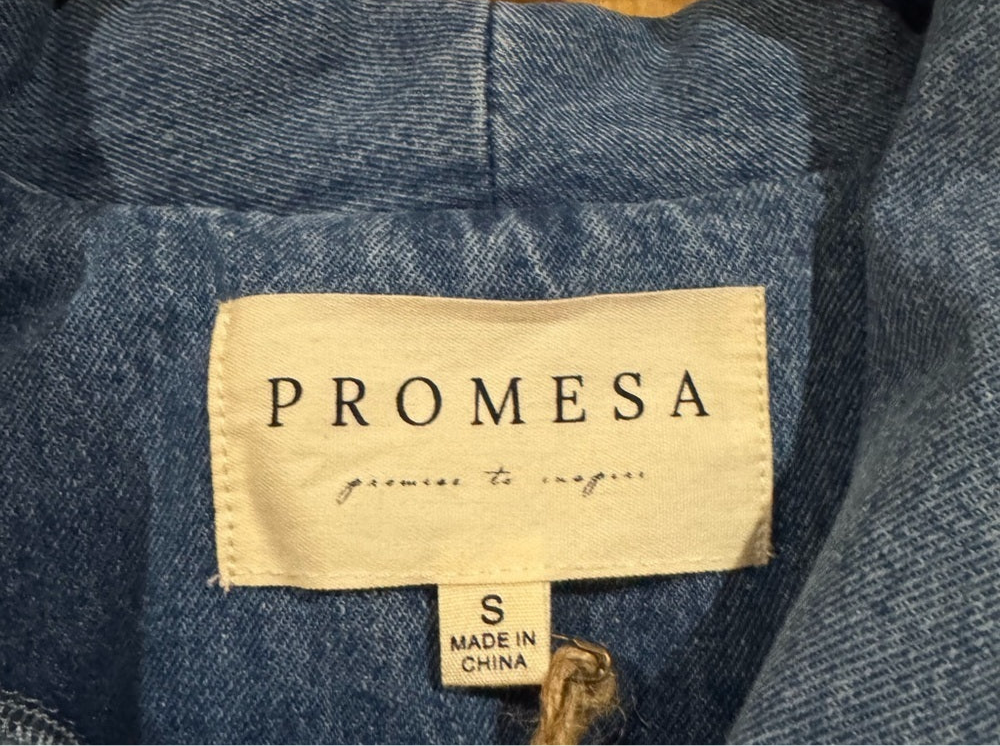 PROMESA
promise to inspire
S
MADE IN
CHINA